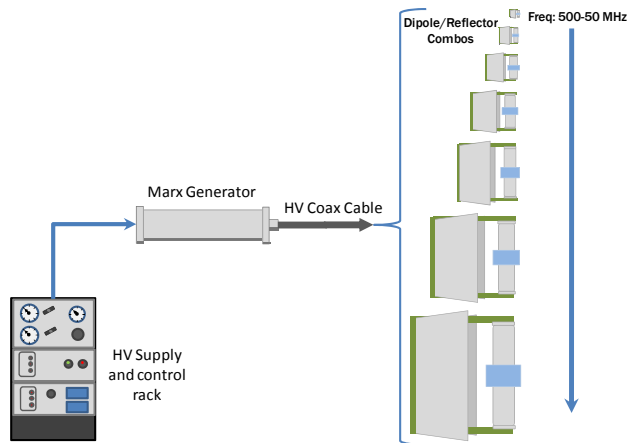 Dipole/Reflector
Combos
Freq: 500-50 MHz
Marx Generator
HV Coax Cable
HV Supply
and control
rack